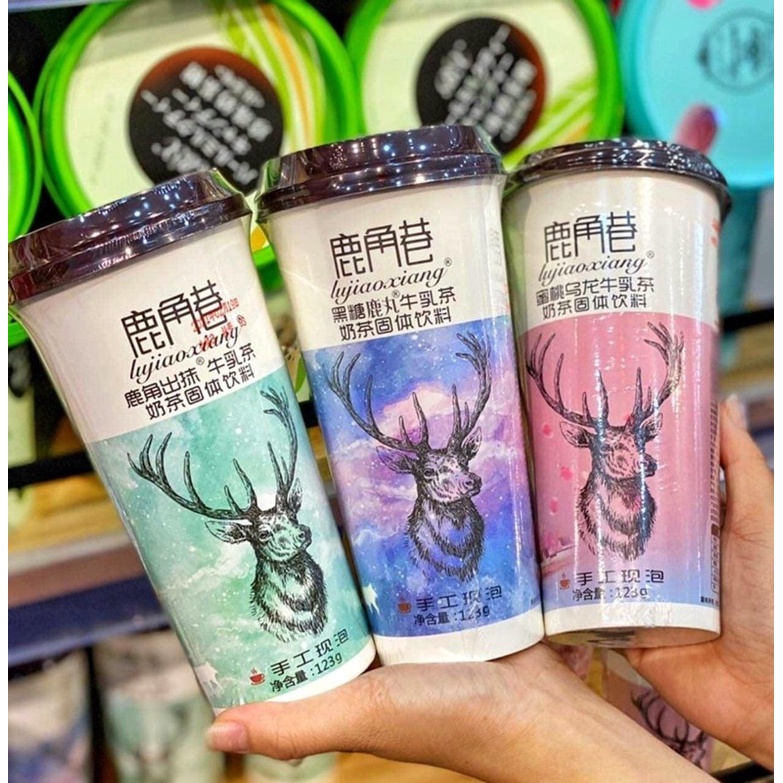 鹿角巷
lujiaoxiang®
鹿角出抹®牛乳茶
奶茶固体饮料
手工现泡
净含量:123g
鹿角巷
lujiaoxiang®
黑糖鹿丸®牛乳茶
奶茶固体饮料
手工现泡
净含量:123g
鹿角巷
lujiaoxiang®
蜜桃乌龙牛乳茶
奶茶固体饮料
手工现泡
净含量:123g